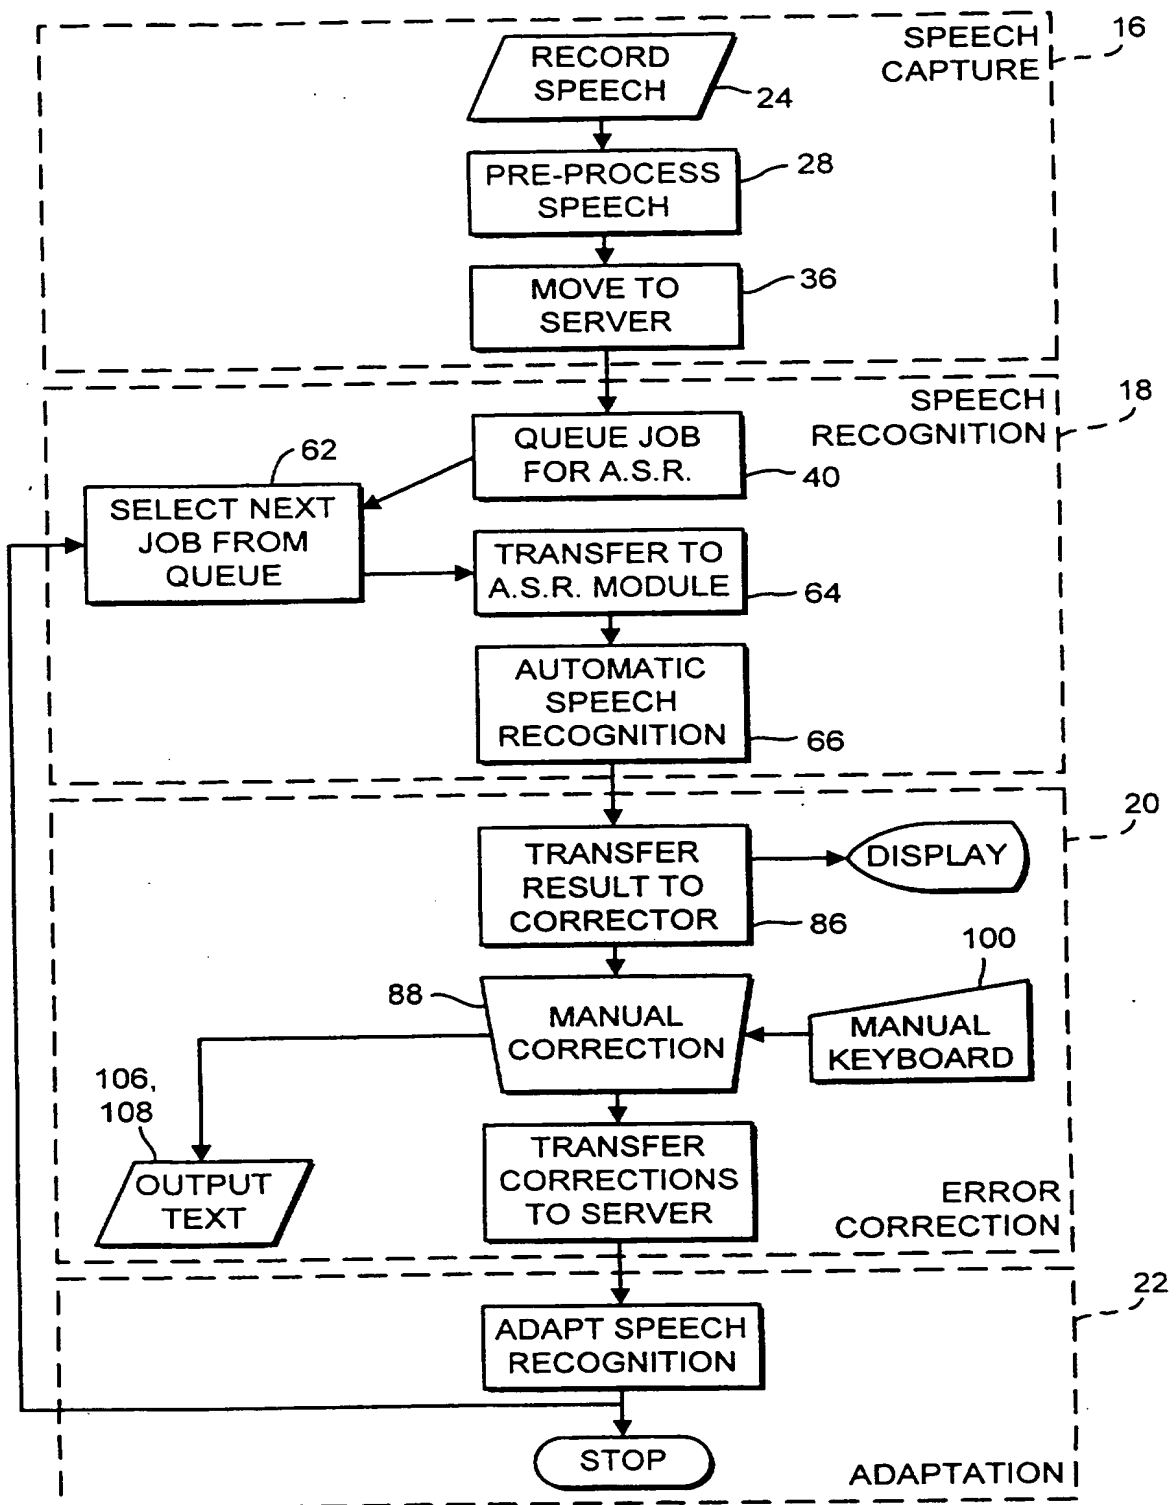 SPEECH
CAPTURE
16
RECORD
SPEECH
24
PRE-PROCESS
SPEECH
28
MOVE TO
SERVER
36
SPEECH
RECOGNITION
18
QUEUE JOB
FOR A.S.R.
40
62
SELECT NEXT
JOB FROM
QUEUE
TRANSFER TO
A.S.R. MODULE
64
AUTOMATIC
SPEECH
RECOGNITION
66
20
TRANSFER
RESULT TO
CORRECTOR
86
DISPLAY
88
MANUAL
CORRECTION
100
MANUAL
KEYBOARD
106,
108
OUTPUT
TEXT
TRANSFER
CORRECTIONS
TO SERVER
ERROR
CORRECTION
22
ADAPT SPEECH
RECOGNITION
STOP
ADAPTATION